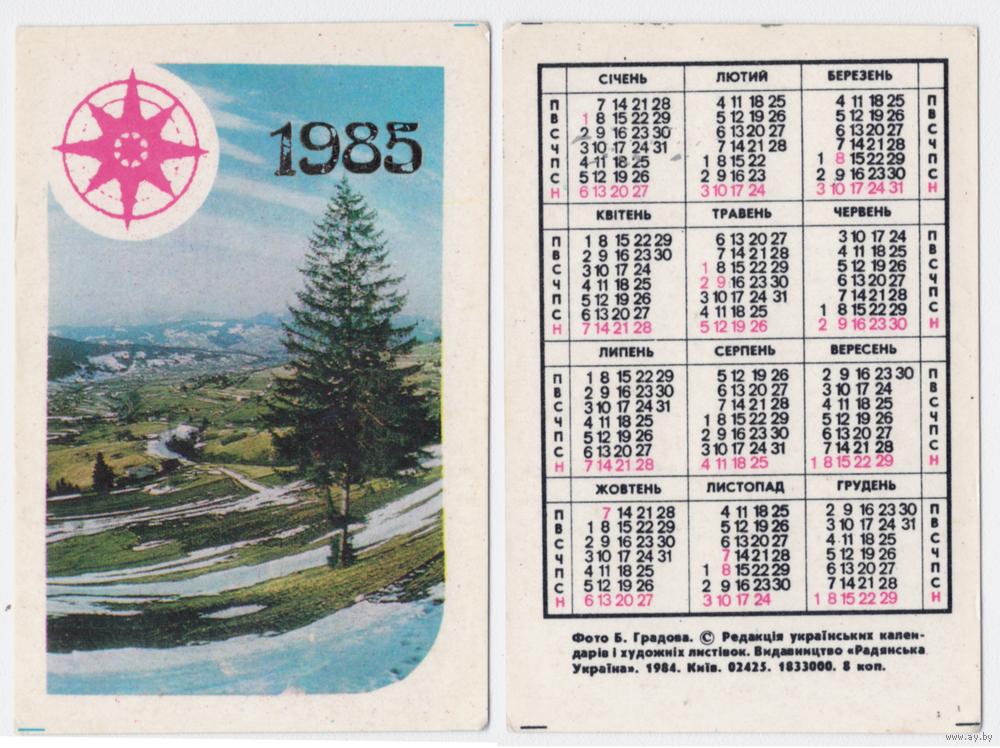 1985
СІЧЕНЬ ЛЮТИЙ БЕРЕЗЕНЬ
П 7 14 21 28 4 11 18 25 4 11 18 25 П
В 1 8 15 22 29 5 12 19 26 5 12 19 26 В
С 2 9 16 23 30 6 13 20 27 6 13 20 27 С
Ч 3 10 17 24 31 7 14 21 28 7 14 21 28 Ч
П 4 11 18 25 1 8 15 22 1 8 15 22 29 П
С 5 12 19 26 2 9 16 23 2 9 16 23 30 С
Н 6 13 20 27 3 10 17 24 3 10 17 24 31 Н
КВІТЕНЬ ТРАВЕНЬ ЧЕРВЕНЬ
П 1 8 15 22 29 6 13 20 27 3 10 17 24 П
В 2 9 16 23 30 7 14 21 28 4 11 18 25 В
С 3 10 17 24 1 8 15 22 29 5 12 19 26 С
Ч 4 11 18 25 2 9 16 23 30 6 13 20 27 Ч
П 5 12 19 26 3 10 17 24 31 7 14 21 28 П
С 6 13 20 27 4 11 18 25 1 8 15 22 29 С
Н 7 14 21 28 5 12 19 26 2 9 16 23 30 Н
ЛИПЕНЬ СЕРПЕНЬ ВЕРЕСЕНЬ
П 1 8 15 22 29 5 12 19 26 2 9 16 23 30 П
В 2 9 16 23 30 6 13 20 27 3 10 17 24 В
С 3 10 17 24 31 7 14 21 28 4 11 18 25 С
Ч 4 11 18 25 1 8 15 22 29 5 12 19 26 Ч
П 5 12 19 26 2 9 16 23 30 6 13 20 27 П
С 6 13 20 27 3 10 17 24 31 7 14 21 28 С
Н 7 14 21 28 4 11 18 25 1 8 15 22 29 Н
ЖОВТЕНЬ ЛИСТОПАД ГРУДЕНЬ
П 7 14 21 28 4 11 18 25 2 9 16 23 30 П
В 1 8 15 22 29 5 12 19 26 3 10 17 24 31 В
С 2 9 16 23 30 6 13 20 27 4 11 18 25 С
Ч 3 10 17 24 31 7 14 21 28 5 12 19 26 Ч
П 4 11 18 25 1 8 15 22 29 6 13 20 27 П
С 5 12 19 26 2 9 16 23 30 7 14 21 28 С
Н 6 13 20 27 3 10 17 24 1 8 15 22 29 Н
Фото Б. Градова. © Редакція українських кален-
дарів і художніх листівок. Видавництво «Радянська
Україна». 1984. Київ. 02425. 1833000. 8 коп.
www.ay.by